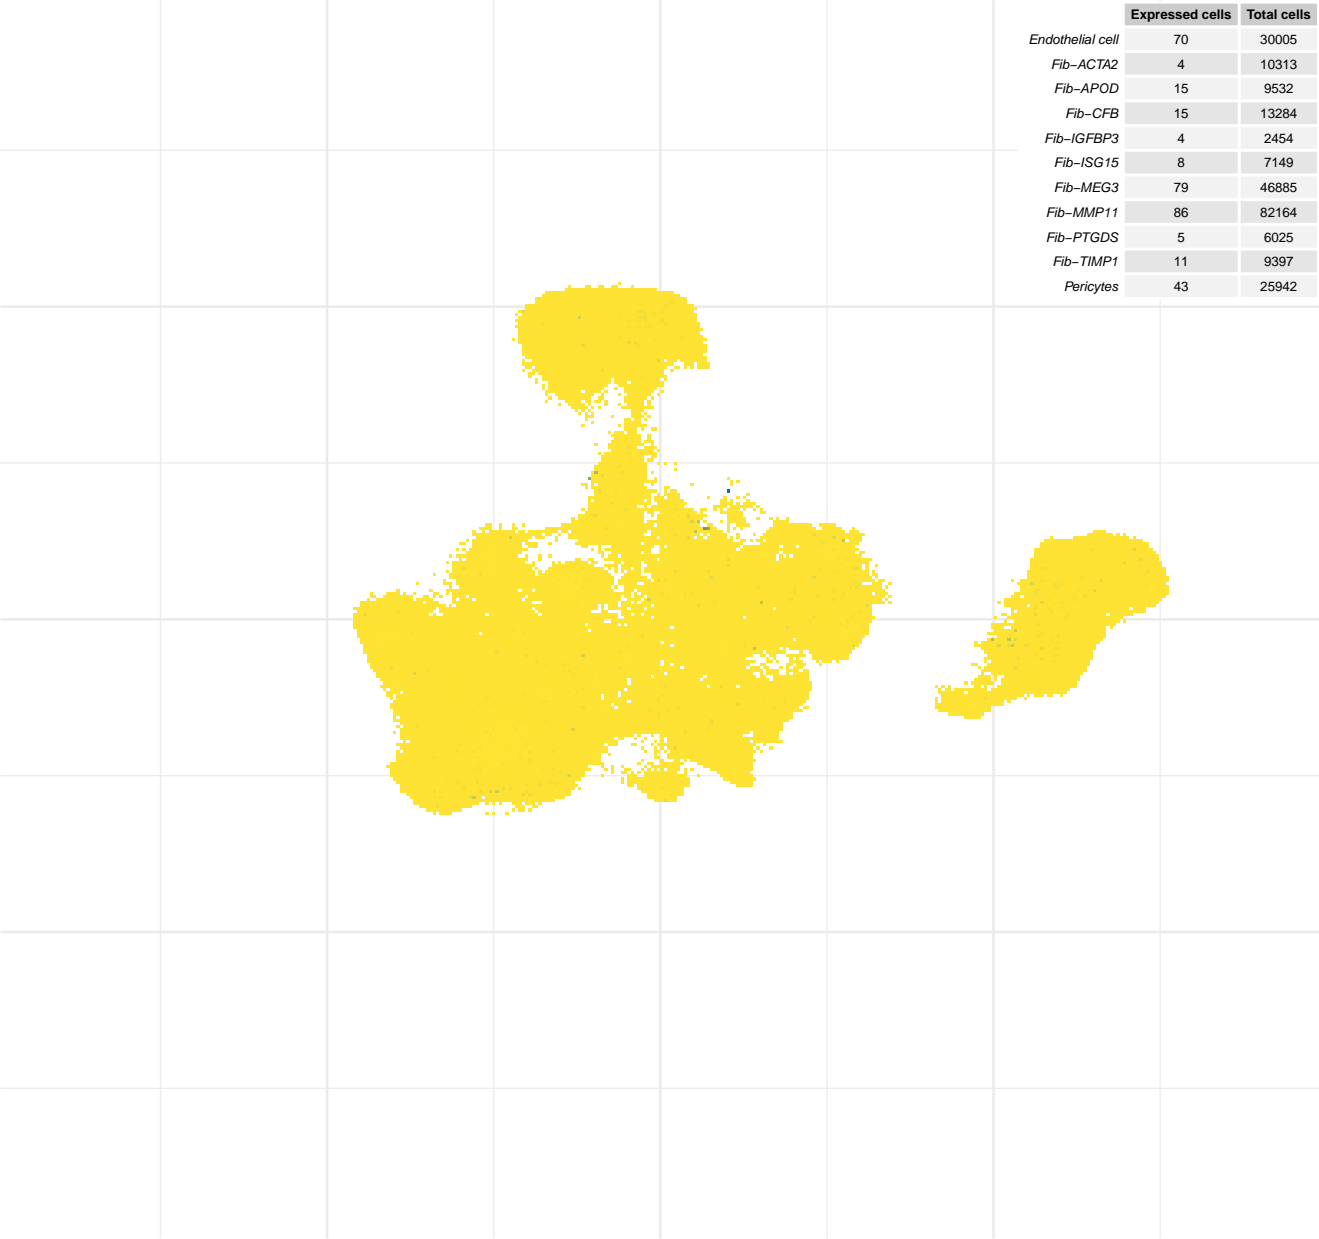 Expressed cells Total cells
Endothelial cell 70 30005
Fib−ACTA2 4 10313
Fib−APOD 15 9532
Fib−CFB 15 13284
Fib−IGFBP3 4 2454
Fib−ISG15 8 7149
Fib−MEG3 79 46885
Fib−MMP11 86 82164
Fib−PTGDS 5 6025
Fib−TIMP1 11 9397
Pericytes 43 25942